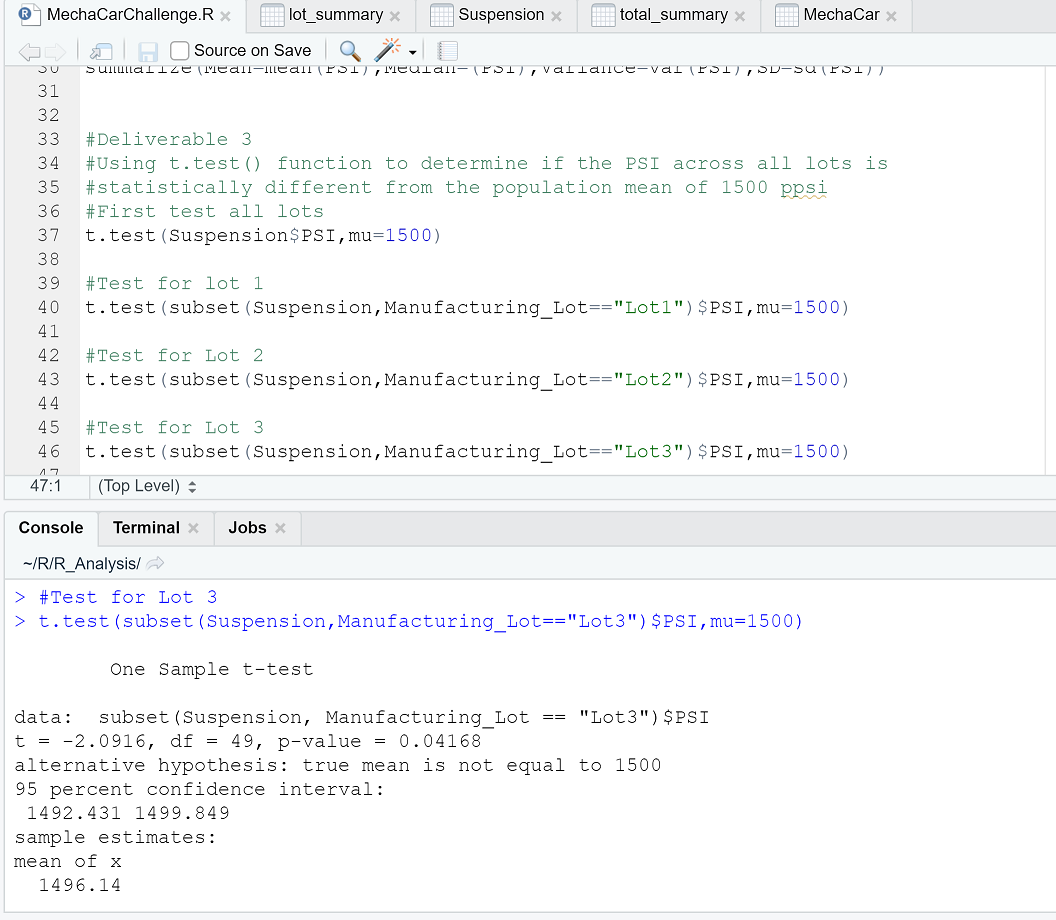 MechaCarChallenge.R
lot_summary
Suspension
total_summary
MechaCar
Source on Save
30 summarize(Mean=mean(PSI),Median=(PSI),Variance=var(PSI),SD=sd(PSI))
31
32
33 #Deliverable 3
34 #Using t.test() function to determine if the PSI across all lots is
35 #statistically different from the population mean of 1500 ppsi
36 #First test all lots
37 t.test(Suspension$PSI,mu=1500)
38
39 #Test for lot 1
40 t.test(subset(Suspension,Manufacturing_Lot=="Lot1")$PSI,mu=1500)
41
42 #Test for Lot 2
43 t.test(subset(Suspension,Manufacturing_Lot=="Lot2")$PSI,mu=1500)
44
45 #Test for Lot 3
46 t.test(subset(Suspension,Manufacturing_Lot=="Lot3")$PSI,mu=1500)
47
47:1 (Top Level)
Console Terminal Jobs
~/R/R_Analysis/
> #Test for Lot 3
> t.test(subset(Suspension,Manufacturing_Lot=="Lot3")$PSI,mu=1500)
One Sample t-test
data:  subset(Suspension, Manufacturing_Lot == "Lot3")$PSI
t = -2.0916, df = 49, p-value = 0.04168
alternative hypothesis: true mean is not equal to 1500
95 percent confidence interval:
1492.431 1499.849
sample estimates:
mean of x
1496.14